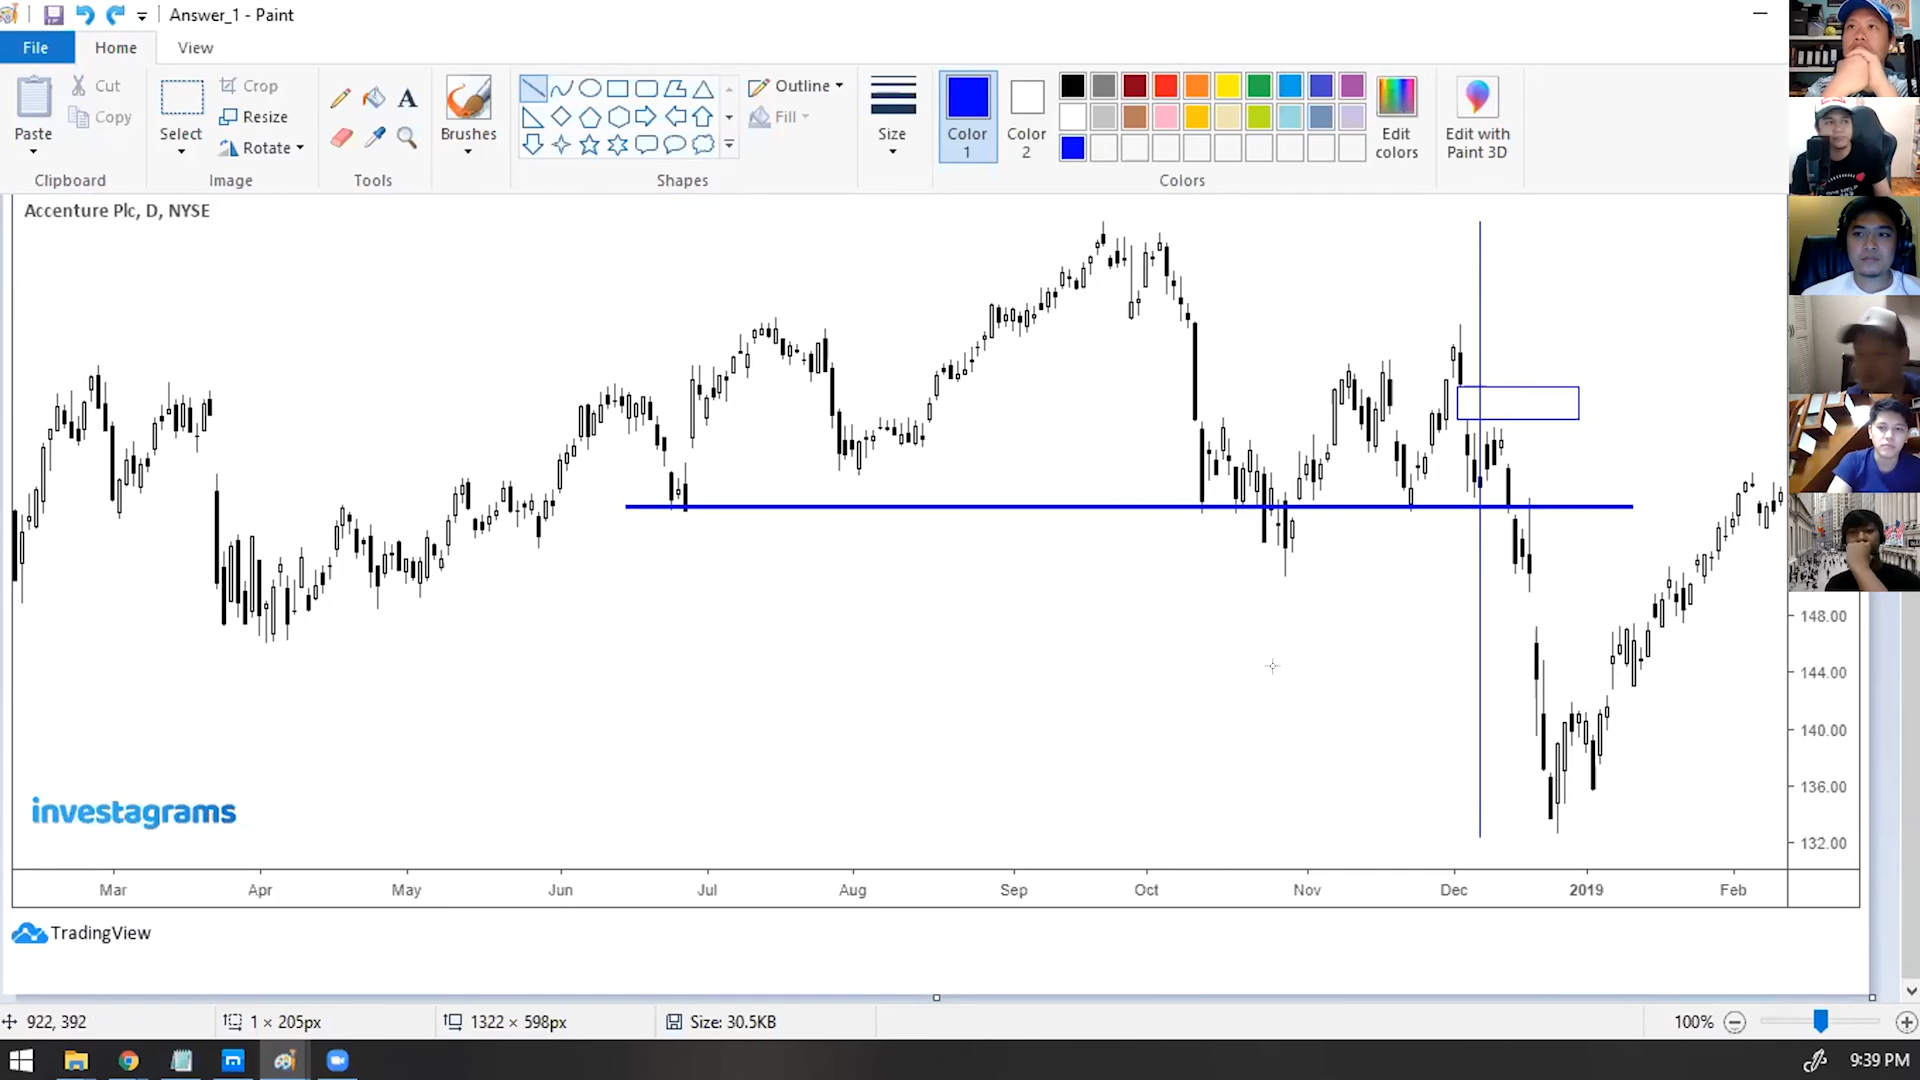 Answer_1 - Paint
File Home View
Paste
Cut
Copy
Clipboard
Select
Crop
Resize
Rotate
Image
Tools
Brushes
Shapes
Outline
Fill
Size
Color 1
Color 2
Edit colors
Edit with Paint 3D
Colors
Accenture Plc, D, NYSE
148.00
144.00
140.00
136.00
132.00
investagrams
Mar Apr May Jun Jul Aug Sep Oct Nov Dec 2019 Feb
TradingView
922, 392
1 × 205px
1322 × 598px
Size: 30.5KB
100%
9:39 PM